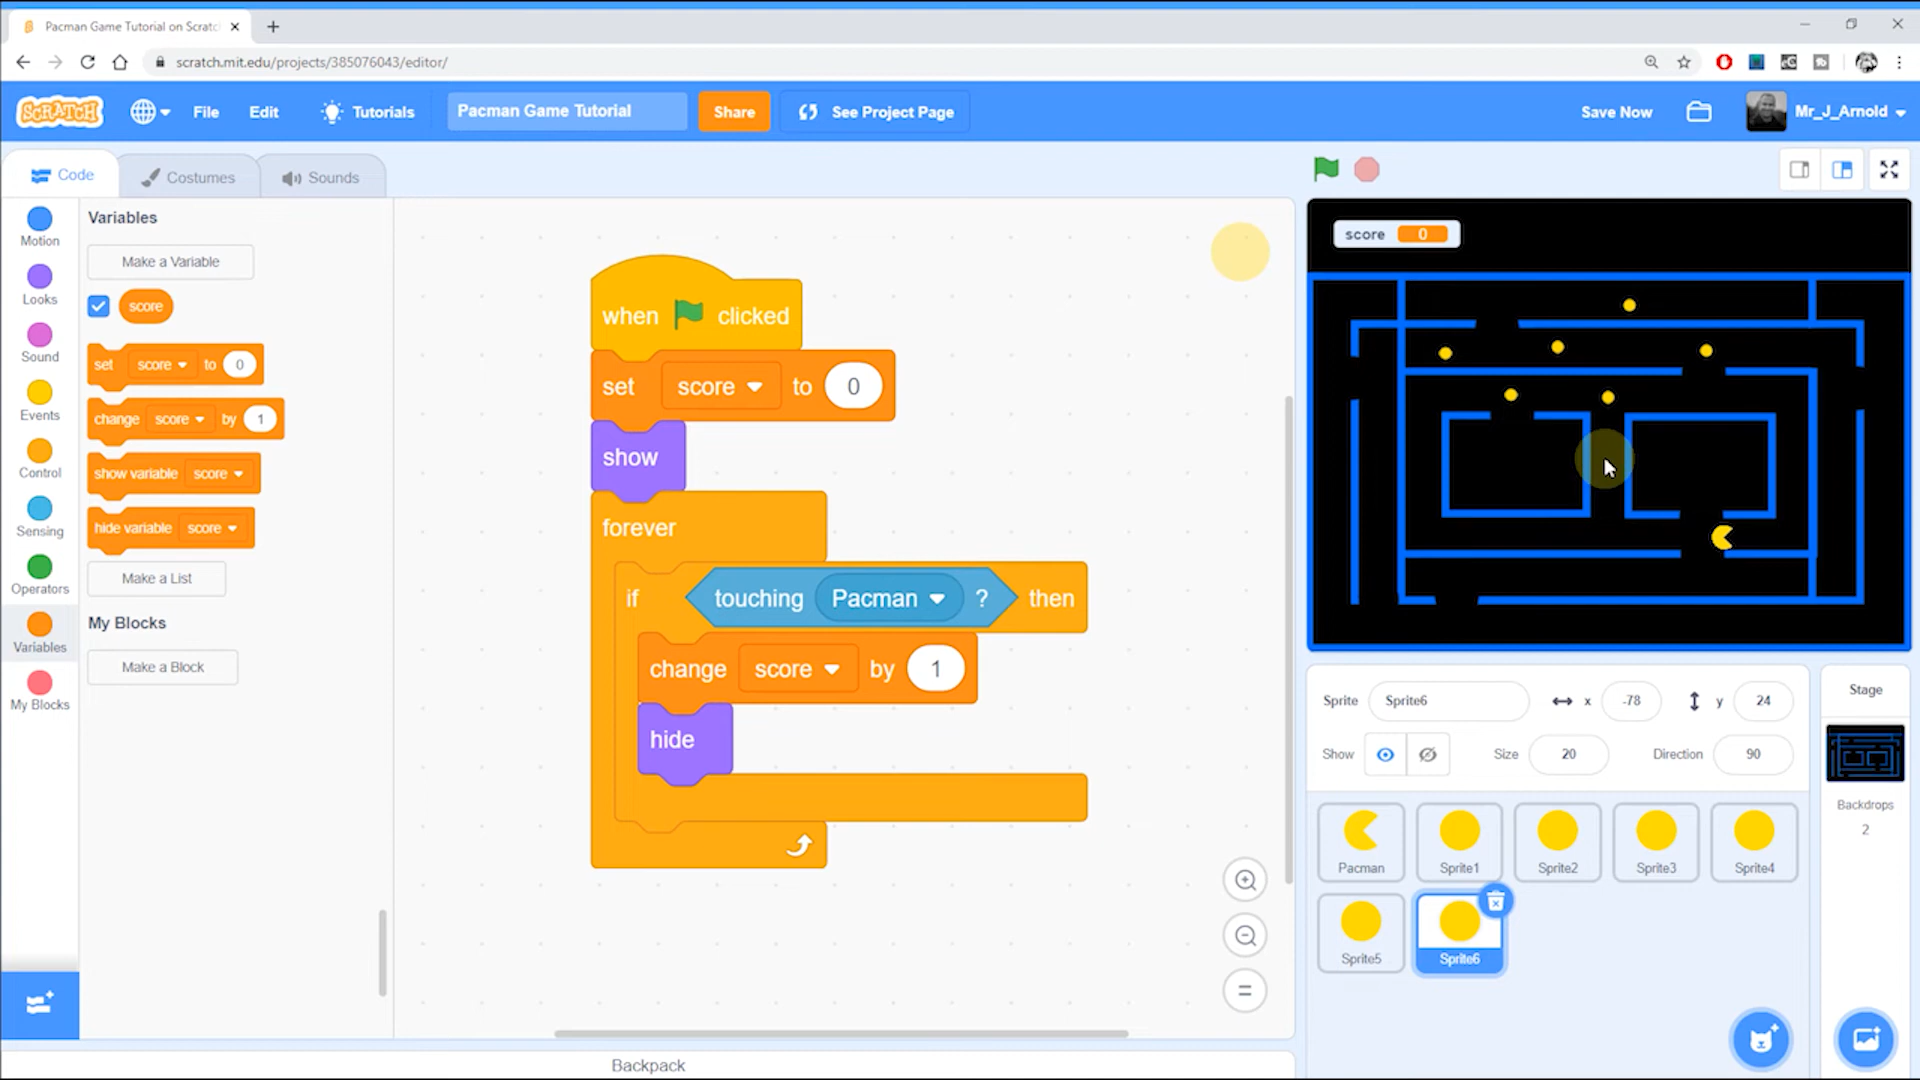 Pacman Game Tutorial on Scratc
scratch.mit.edu/projects/385076043/editor/
SCRATCH
File
Edit
Tutorials
Pacman Game Tutorial
Share
See Project Page
Save Now
Mr_J_Arnold
Code
Costumes
Sounds
Motion
Looks
Sound
Events
Control
Sensing
Operators
Variables
My Blocks
Variables
Make a Variable
score
set score to 0
change score by 1
show variable score
hide variable score
Make a List
My Blocks
Make a Block
when clicked
set score to 0
show
forever
if touching Pacman ? then
change score by 1
hide
Backpack
score 0
Sprite Sprite6 x -78 y 24
Show Size 20 Direction 90
Pacman
Sprite1
Sprite2
Sprite3
Sprite4
Sprite5
Sprite6
Stage
Backdrops
2